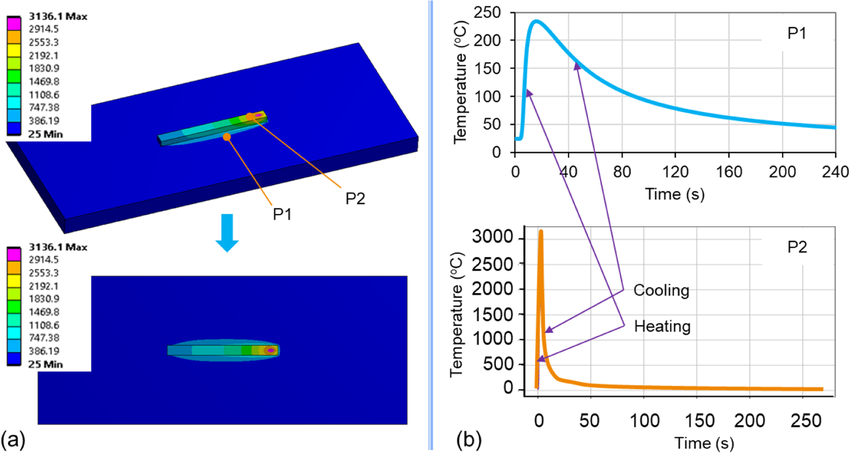 3136.1 Max
2914.5
2553.3
2192.1
1830.9
1469.8
1108.6
747.38
386.19
25 Min
P1
P2
3136.1 Max
2914.5
2553.3
2192.1
1830.9
1469.8
1108.6
747.38
386.19
25 Min
(a)
Temperature (°C)
250
200
150
100
50
0
P1
0 40 80 120 160 200 240
Time (s)
Temperature (°C)
3000
2500
2000
1500
1000
500
0
P2
Cooling
Heating
0 50 100 150 200 250
Time (s)
(b)